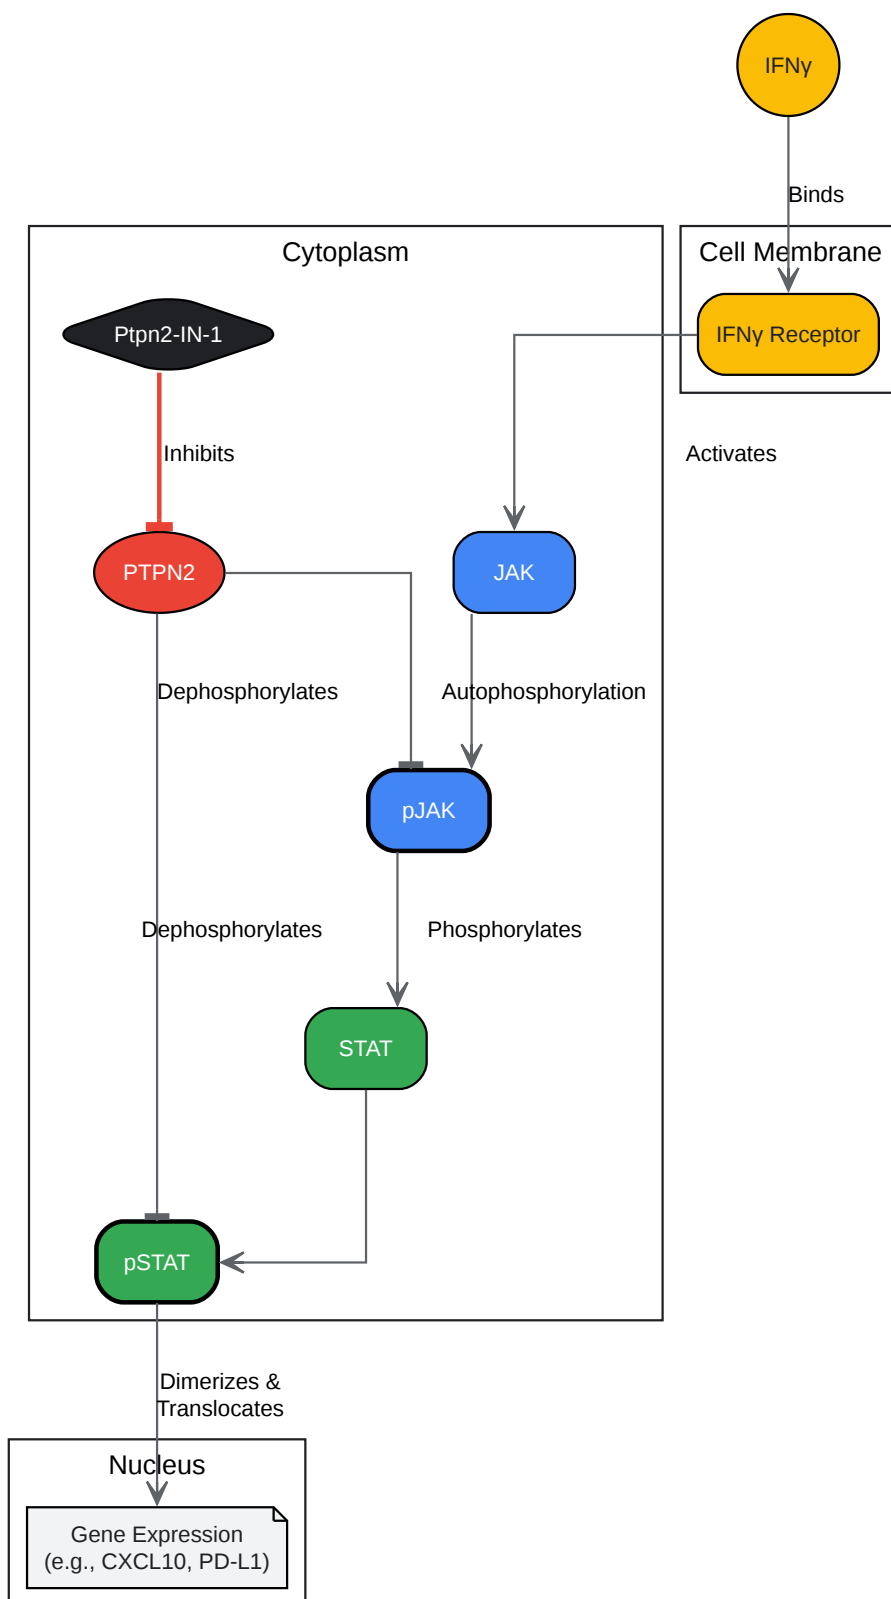 IFNγ
Binds
Cytoplasm
Cell Membrane
Ptpn2-IN-1
IFNγ Receptor
Inhibits
Activates
PTPN2
JAK
Dephosphorylates
Autophosphorylation
pJAK
Dephosphorylates
Phosphorylates
STAT
pSTAT
Dimerizes &
Translocates
Nucleus
Gene Expression
(e.g., CXCL10, PD-L1)